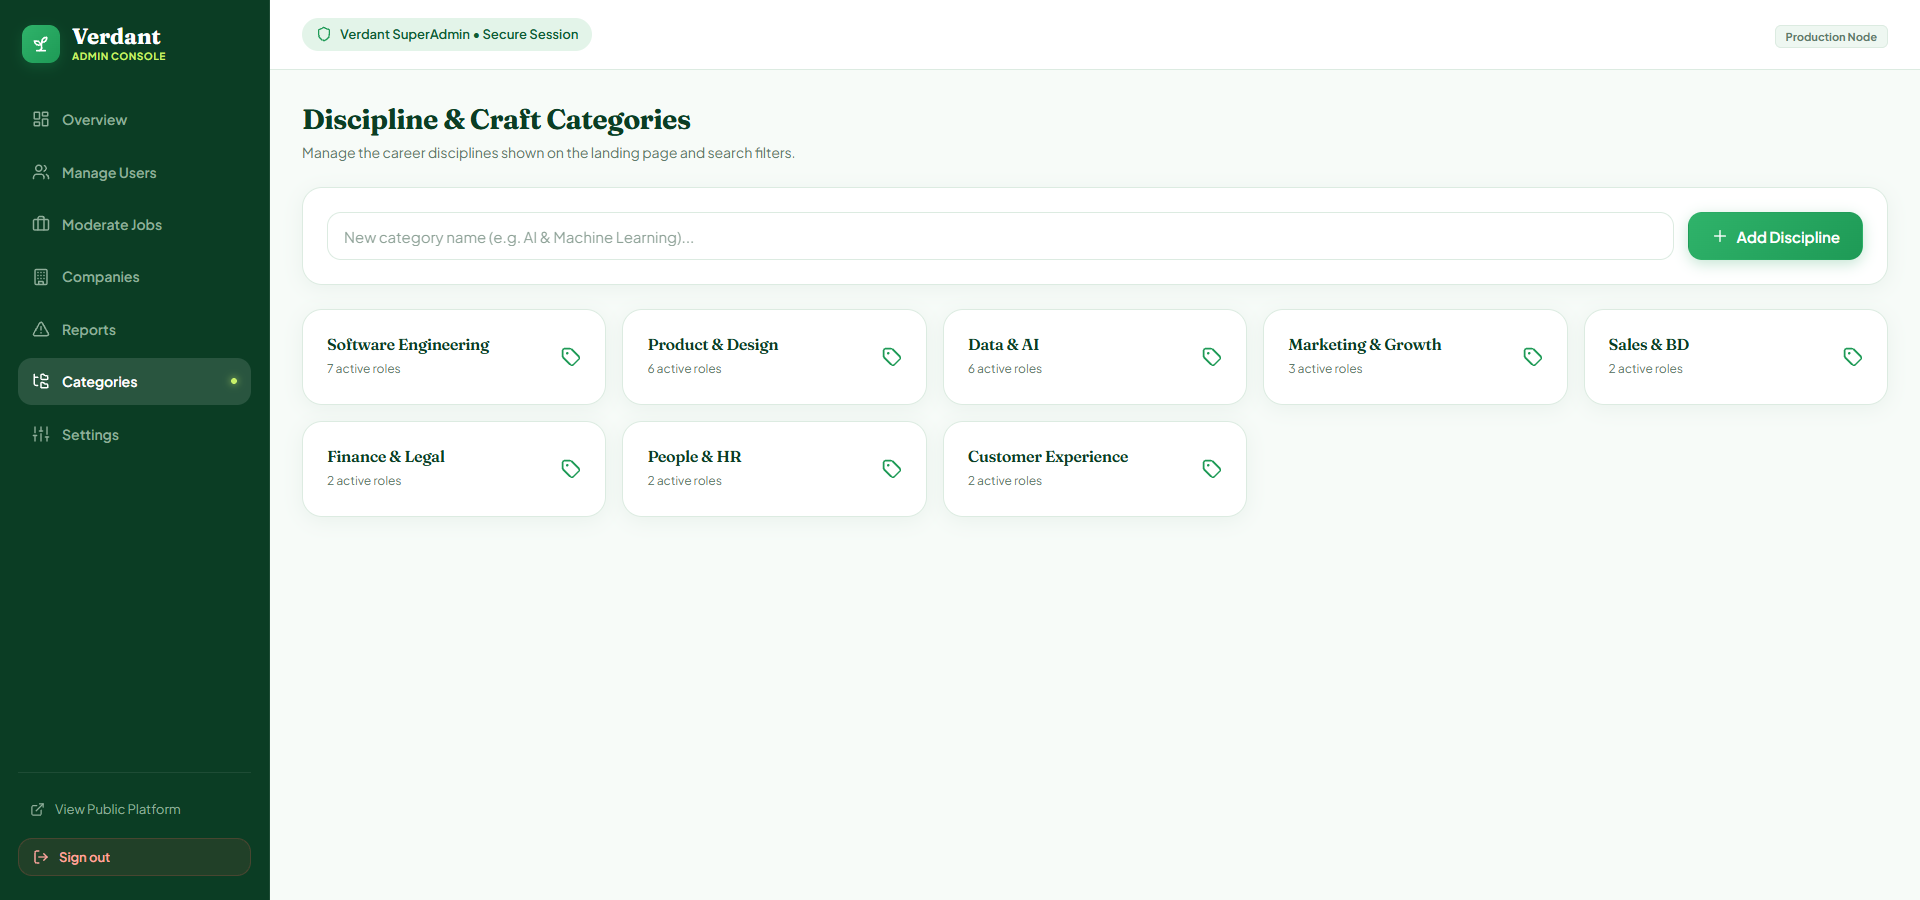 Verdant
ADMIN CONSOLE
Overview
Manage Users
Moderate Jobs
Companies
Reports
Categories
Settings
View Public Platform
Sign out
Verdant SuperAdmin • Secure Session
Production Node
Discipline & Craft Categories
Manage the career disciplines shown on the landing page and search filters.
New category name (e.g. AI & Machine Learning)...
Add Discipline
Software Engineering
7 active roles
Product & Design
6 active roles
Data & AI
6 active roles
Marketing & Growth
3 active roles
Sales & BD
2 active roles
Finance & Legal
2 active roles
People & HR
2 active roles
Customer Experience
2 active roles